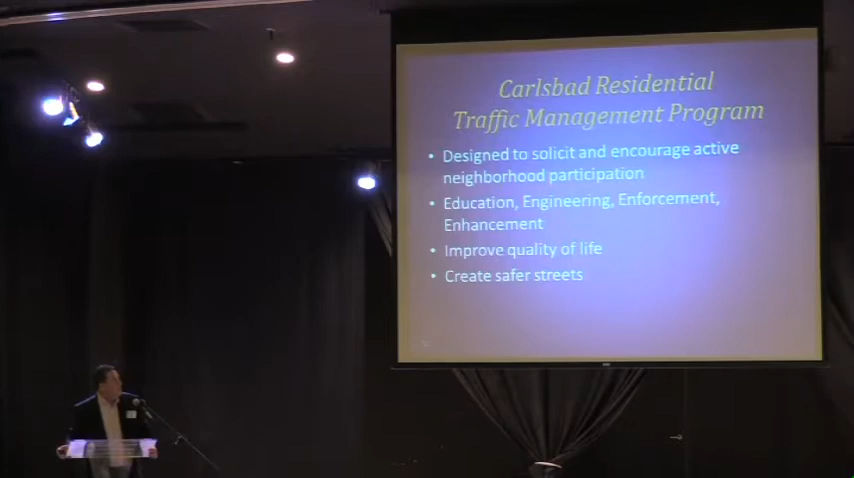 Carlsbad Residential
Traffic Management Program
• Designed to solicit and encourage active
neighborhood participation
• Education, Engineering, Enforcement,
Enhancement
• Improve quality of life
• Create safer streets